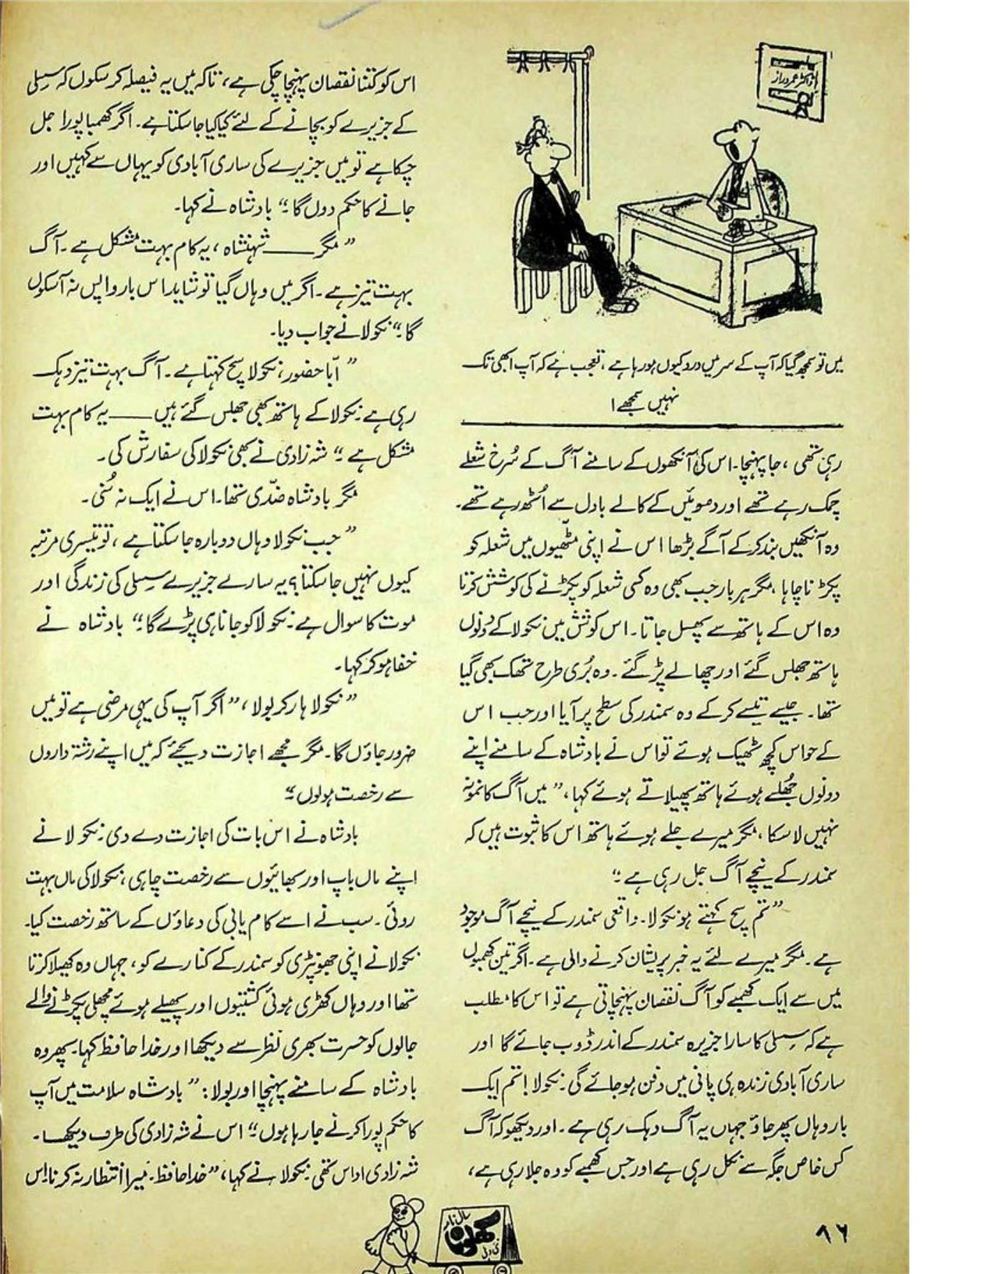 ڈاکٹر عمر دراز
میں تو سمجھ گیا کہ آپ کے سر میں درد کیوں ہو رہا ہے، تعجب ہے کہ آپ ابھی تک
نہیں سمجھے!
رہی تھی، جا پہنچا۔ اس کی آنکھوں کے سامنے آگ کے سُرخ شعلے
چمک رہے تھے اور دھوئیں کے کالے بادل سے اُٹھ رہے تھے۔
وہ آنکھیں بند کر کے آگے بڑھا اس نے اپنی مٹّھیوں میں شعلہ کو
پکڑنا چاہا، مگر ہر بار جب بھی وہ کسی شعلہ کو پکڑنے کی کوشش کرتا
وہ اس کے ہاتھ سے پھسل جاتا۔ اس کوشش میں نکولا کے دونوں
ہاتھ جھلس گئے اور چھالے پڑ گئے۔ وہ بُری طرح تھک بھی گیا
تھا۔ جیسے تیسے کر کے وہ سمندر کی سطح پر آیا اور جب اس
کے حواس کچھ ٹھیک ہوئے تو اس نے بادشاہ کے سامنے اپنے
دونوں جُھلسے ہوئے ہاتھ پھیلاتے ہوئے کہا، ”میں آگ کا نمونہ
نہیں لا سکا، مگر میرے جلے ہوئے ہاتھ اس کا ثبوت ہیں کہ
سمندر کے نیچے آگ جل رہی ہے۔“
”تم سچ کہتے ہو نکولا۔ واقعی سمندر کے نیچے آگ موجود
ہے۔ مگر میرے لئے یہ خبر پریشان کرنے والی ہے۔ اگر تین کھمبوں
میں سے ایک کھمبے کو آگ نقصان پہنچاتی ہے تو اس کا مطلب
ہے کہ سِسلی کا سارا جزیرہ سمندر کے اندر ڈوب جائے گا اور
ساری آبادی زندہ ہی پانی میں دفن ہو جائے گی۔ نکولا! تم ایک
بار وہاں پھر جاؤ جہاں یہ آگ دہک رہی ہے۔ اور دیکھو کہ آگ
کس خاص جگہ سے نکل رہی ہے اور جس کھمبے کو وہ جلا رہی ہے،
اس کو کتنا نقصان پہنچا چکی ہے، تاکہ میں یہ فیصلہ کر سکوں کہ سِسلی
کے جزیرے کو بچانے کے لئے کیا کیا جا سکتا ہے۔ اگر کھمبا پورا جل
چکا ہے تو میں جزیرے کی ساری آبادی کو یہاں سے کہیں اور
جانے کا حکم دوں گا۔“ بادشاہ نے کہا۔
”مگر ——— شہنشاہ، یہ کام بہت مشکل ہے۔ آگ
بہت تیز ہے۔ اگر میں وہاں گیا تو شاید اس بار واپس نہ آ سکوں
گا۔“ نکولا نے جواب دیا۔
”ابّا حضور، نکولا سچ کہتا ہے۔ آگ بہت تیز دہک
رہی ہے۔ نکولا کے ہاتھ بھی جھلس گئے ہیں ——— یہ کام بہت
مشکل ہے۔“ شہ زادی نے بھی نکولا کی سفارش کی۔
مگر بادشاہ ضدّی تھا۔ اس نے ایک نہ سُنی۔
”جب نکولا وہاں دوبارہ جا سکتا ہے، تو تیسری مرتبہ
کیوں نہیں جا سکتا؟ یہ سارے جزیرے سِسلی کی زندگی اور
موت کا سوال ہے۔ نکولا کو جانا ہی پڑے گا۔“ بادشاہ نے
خفا ہو کر کہا۔
”نکولا ہار کر بولا، ”اگر آپ کی یہی مرضی ہے تو میں
ضرور جاؤں گا۔ مگر مجھے اجازت دیجئے کہ میں اپنے رشتہ داروں
سے رخصت ہو لوں۔“
بادشاہ نے اس بات کی اجازت دے دی۔ نکولا نے
اپنے ماں باپ اور بھائیوں سے رخصت چاہی، نکولا کی ماں بہت
روئی۔ سب نے اسے کام یابی کی دعاؤں کے ساتھ رخصت کیا۔
نکولا نے اپنی جھونپڑی کو سمندر کے کنارے کو، جہاں وہ کھیلا کرتا
تھا اور وہاں کھڑی ہوئی کشتیوں اور پھیلے ہوئے مچھلی پکڑنے والے
جالوں کو حسرت بھری نظر سے دیکھا اور خدا حافظ کہا۔ پھر وہ
بادشاہ کے سامنے پہنچا اور بولا: ”بادشاہ سلامت میں آپ
کا حکم پورا کرنے جا رہا ہوں۔“ اس نے شہ زادی کی طرف دیکھا۔
شہ زادی اداس تھی۔ نکولا نے کہا، ”خدا حافظ۔ میرا انتظار نہ کرنا۔ اس
کھلونا
نئی دہلی
۸۶